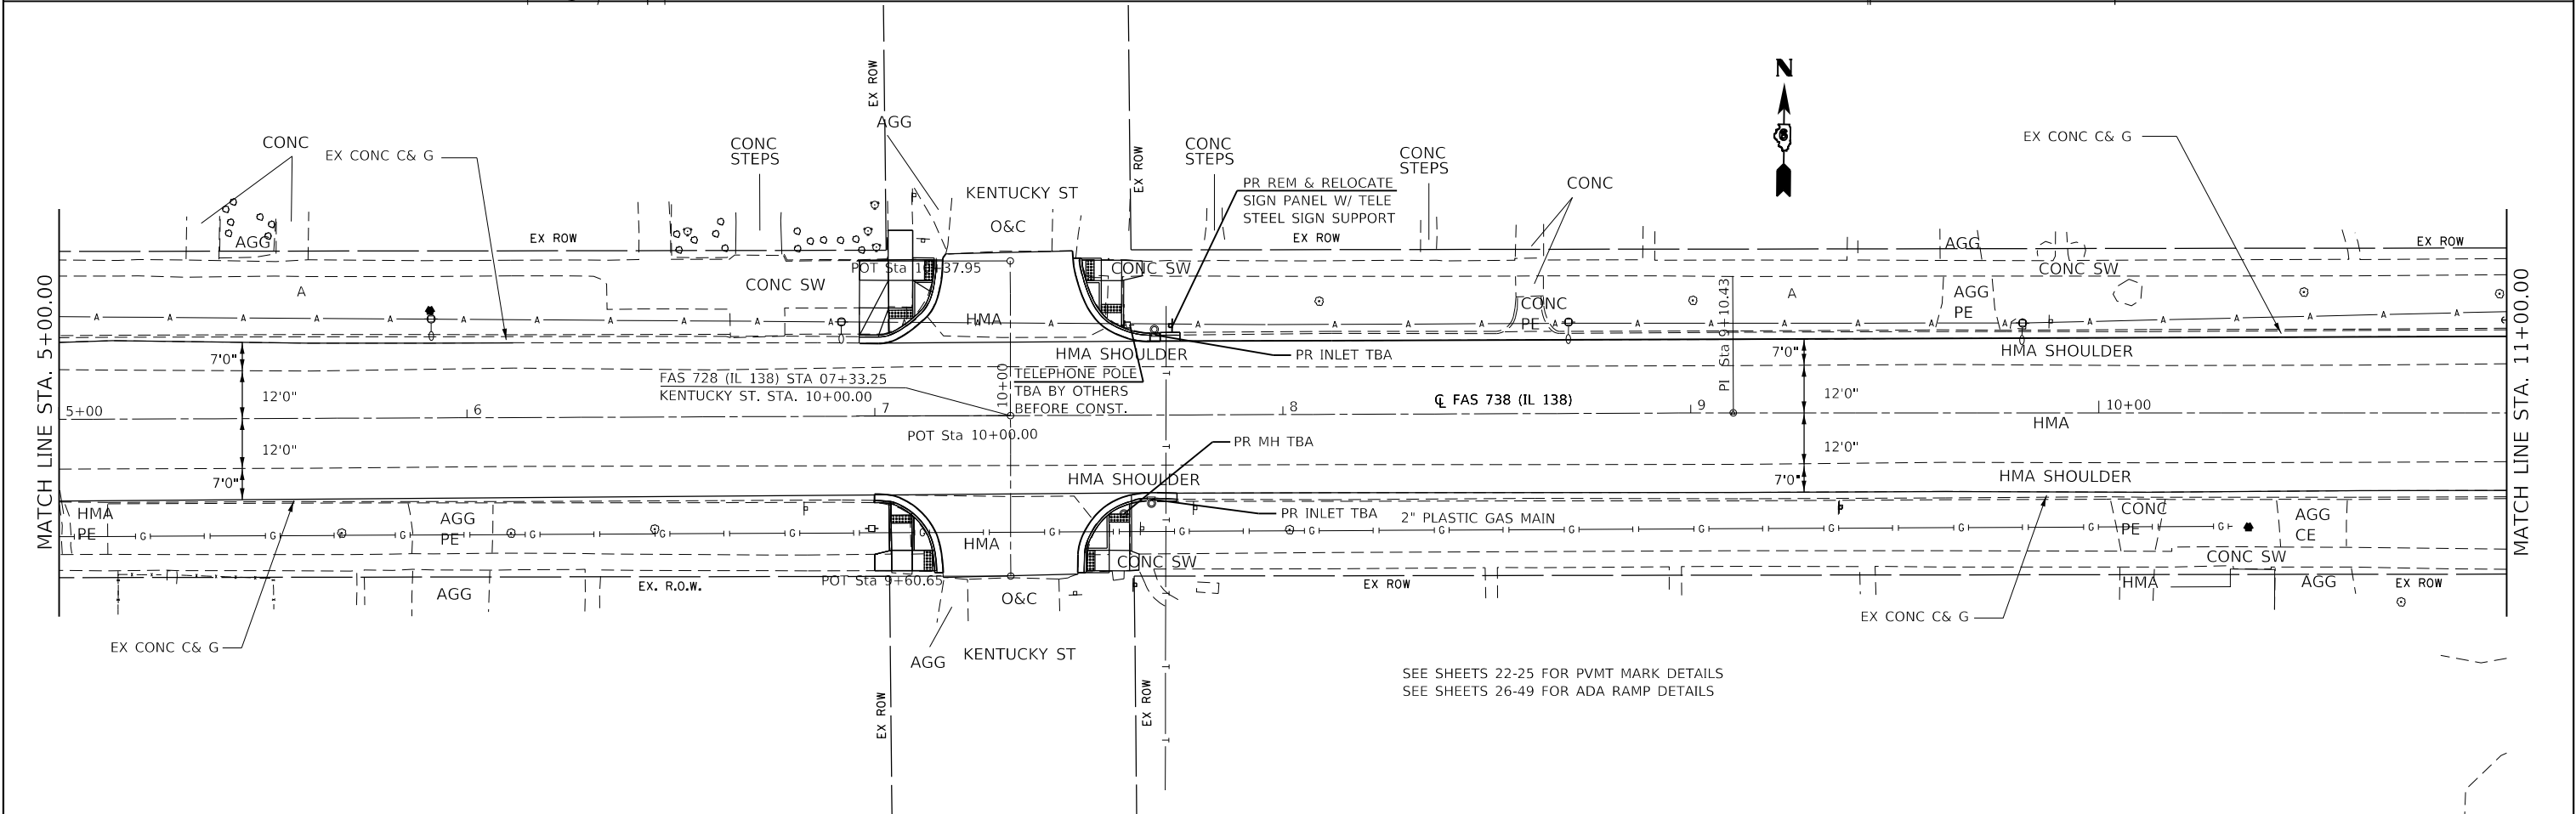 N
CONC
EX CONC C& G
CONC
STEPS
EX ROW
AGG
KENTUCKY ST
O&C
EX ROW
CONC
STEPS
PR REM & RELOCATE
SIGN PANEL W/ TELE
STEEL SIGN SUPPORT
CONC
STEPS
CONC
EX CONC C& G
AGG
EX ROW
EX ROW
AGG
EX ROW
CONC SW
POT Sta 10+37.95
CONC SW
CONC SW
A
A
CONC
PE
AGG
PE
A A A A A A A A A A A
HMA
A A A A A A A A A A A A A A
MATCH LINE STA. 5+00.00
MATCH LINE STA. 11+00.00
PI Sta 9+10.43
7'0"
HMA SHOULDER
PR INLET TBA
7'0"
HMA SHOULDER
FAS 728 (IL 138) STA 07+33.25
KENTUCKY ST. STA. 10+00.00
TELEPHONE POLE
TBA BY OTHERS
BEFORE CONST.
10+00
12'0"
12'0"
5+00
6
7
8
℄ FAS 738 (IL 138)
9
10+00
POT Sta 10+00.00
HMA
12'0"
PR MH TBA
12'0"
7'0"
HMA SHOULDER
7'0"
HMA SHOULDER
HMA
PE
AGG
PE
PR INLET TBA
2" PLASTIC GAS MAIN
CONC
PE
AGG
CE
G G G G G G G G G G G G G G G G G
HMA
CONC SW
CONC SW
EX. R.O.W.
POT Sta 9+60.65
EX ROW
HMA
AGG
EX ROW
AGG
O&C
EX CONC C& G
AGG
KENTUCKY ST
EX CONC C& G
EX ROW
EX ROW
T
T
T
T
SEE SHEETS 22-25 FOR PVMT MARK DETAILS
SEE SHEETS 26-49 FOR ADA RAMP DETAILS